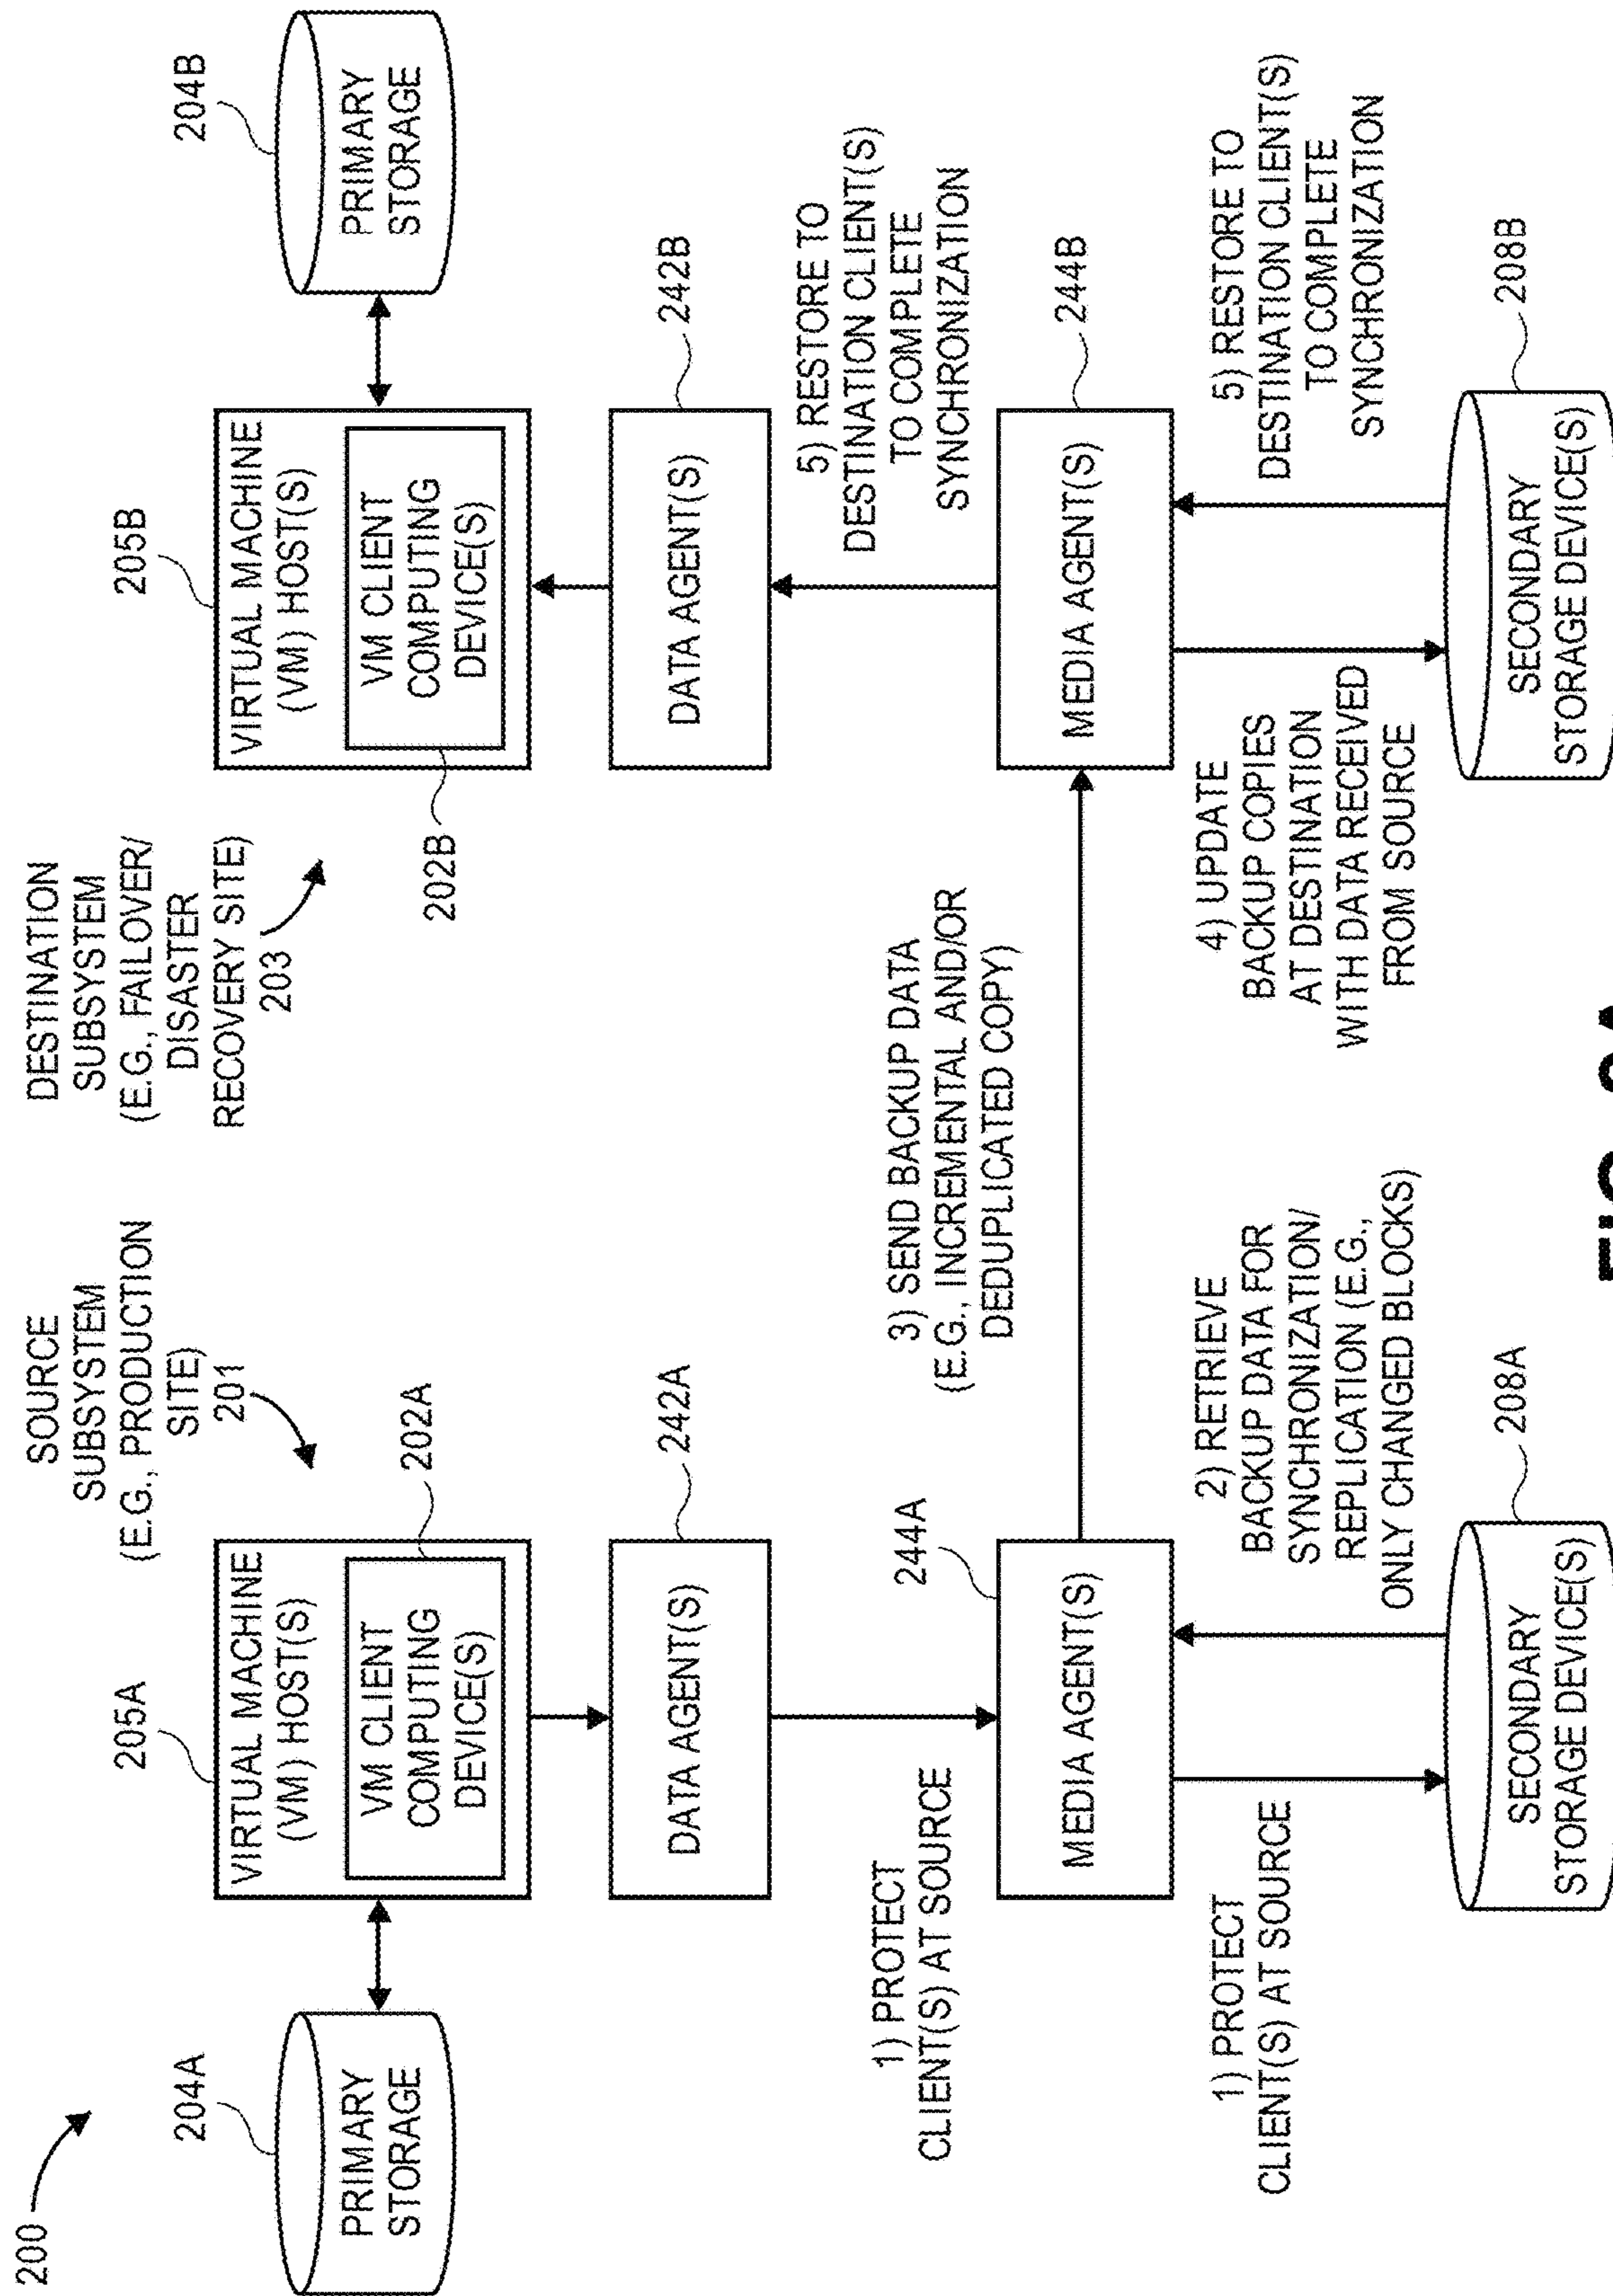 200
SOURCE
SUBSYSTEM
(E.G., PRODUCTION
SITE)
201
DESTINATION
SUBSYSTEM
(E.G., FAILOVER/
DISASTER
RECOVERY SITE)
203
204A
PRIMARY
STORAGE
205A
VIRTUAL MACHINE
(VM) HOST(S)
VM CLIENT
COMPUTING
DEVICE(S)
202A
205B
VIRTUAL MACHINE
(VM) HOST(S)
VM CLIENT
COMPUTING
DEVICE(S)
202B
204B
PRIMARY
STORAGE
DATA AGENT(S)
242A
DATA AGENT(S)
242B
1) PROTECT
CLIENT(S) AT SOURCE
3) SEND BACKUP DATA
(E.G., INCREMENTAL AND/OR
DEDUPLICATED COPY)
5) RESTORE TO
DESTINATION CLIENT(S)
TO COMPLETE
SYNCHRONIZATION
244A
MEDIA AGENT(S)
MEDIA AGENT(S)
244B
1) PROTECT
CLIENT(S) AT SOURCE
2) RETRIEVE
BACKUP DATA FOR
SYNCHRONIZATION/
REPLICATION (E.G.,
ONLY CHANGED BLOCKS)
4) UPDATE
BACKUP COPIES
AT DESTINATION
WITH DATA RECEIVED
FROM SOURCE
5) RESTORE TO
DESTINATION CLIENT(S)
TO COMPLETE
SYNCHRONIZATION
SECONDARY
STORAGE DEVICE(S)
208A
SECONDARY
STORAGE DEVICE(S)
208B